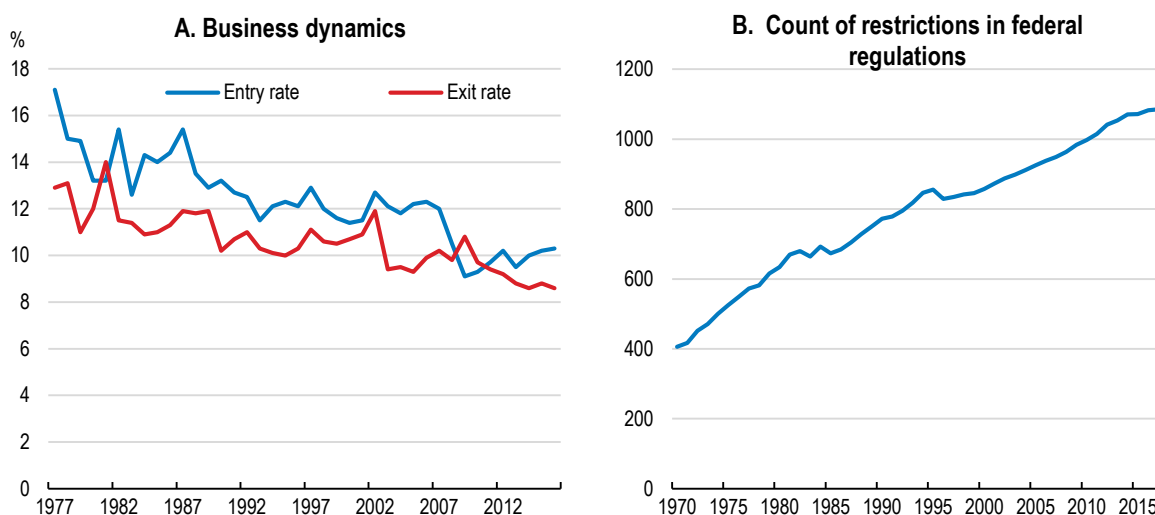 A. Business dynamics
%
18
16
14
12
10
8
6
4
2
0
Entry rate
Exit rate
1977 1982 1987 1992 1997 2002 2007 2012
B. Count of restrictions in federal
regulations
1200
1000
800
600
400
200
0
1970 1975 1980 1985 1990 1995 2000 2005 2010 2015